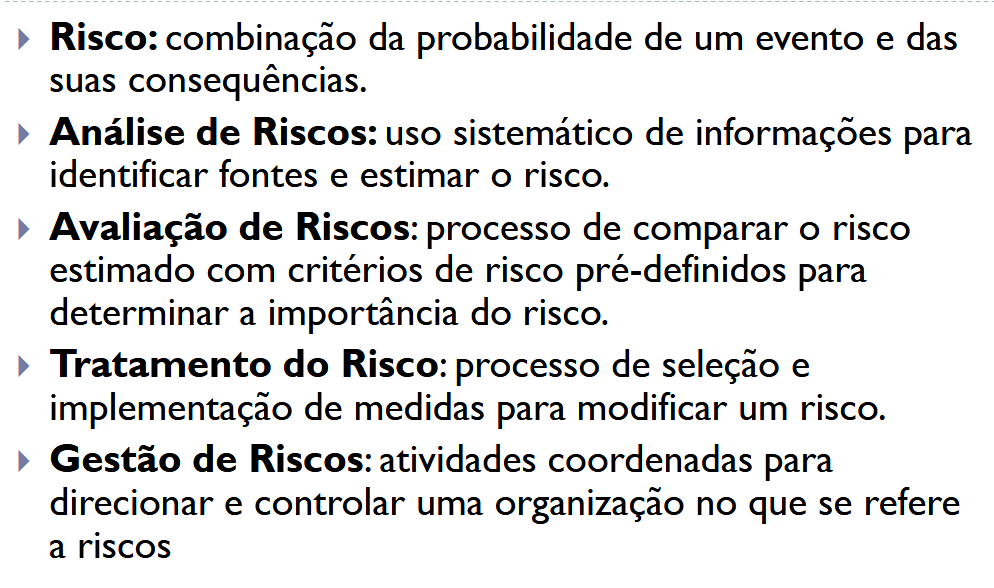 Risco: combinação da probabilidade de um evento e das
suas consequências.
Análise de Riscos: uso sistemático de informações para
identificar fontes e estimar o risco.
Avaliação de Riscos: processo de comparar o risco
estimado com critérios de risco pré-definidos para
determinar a importância do risco.
Tratamento do Risco: processo de seleção e
implementação de medidas para modificar um risco.
Gestão de Riscos: atividades coordenadas para
direcionar e controlar uma organização no que se refere
a riscos